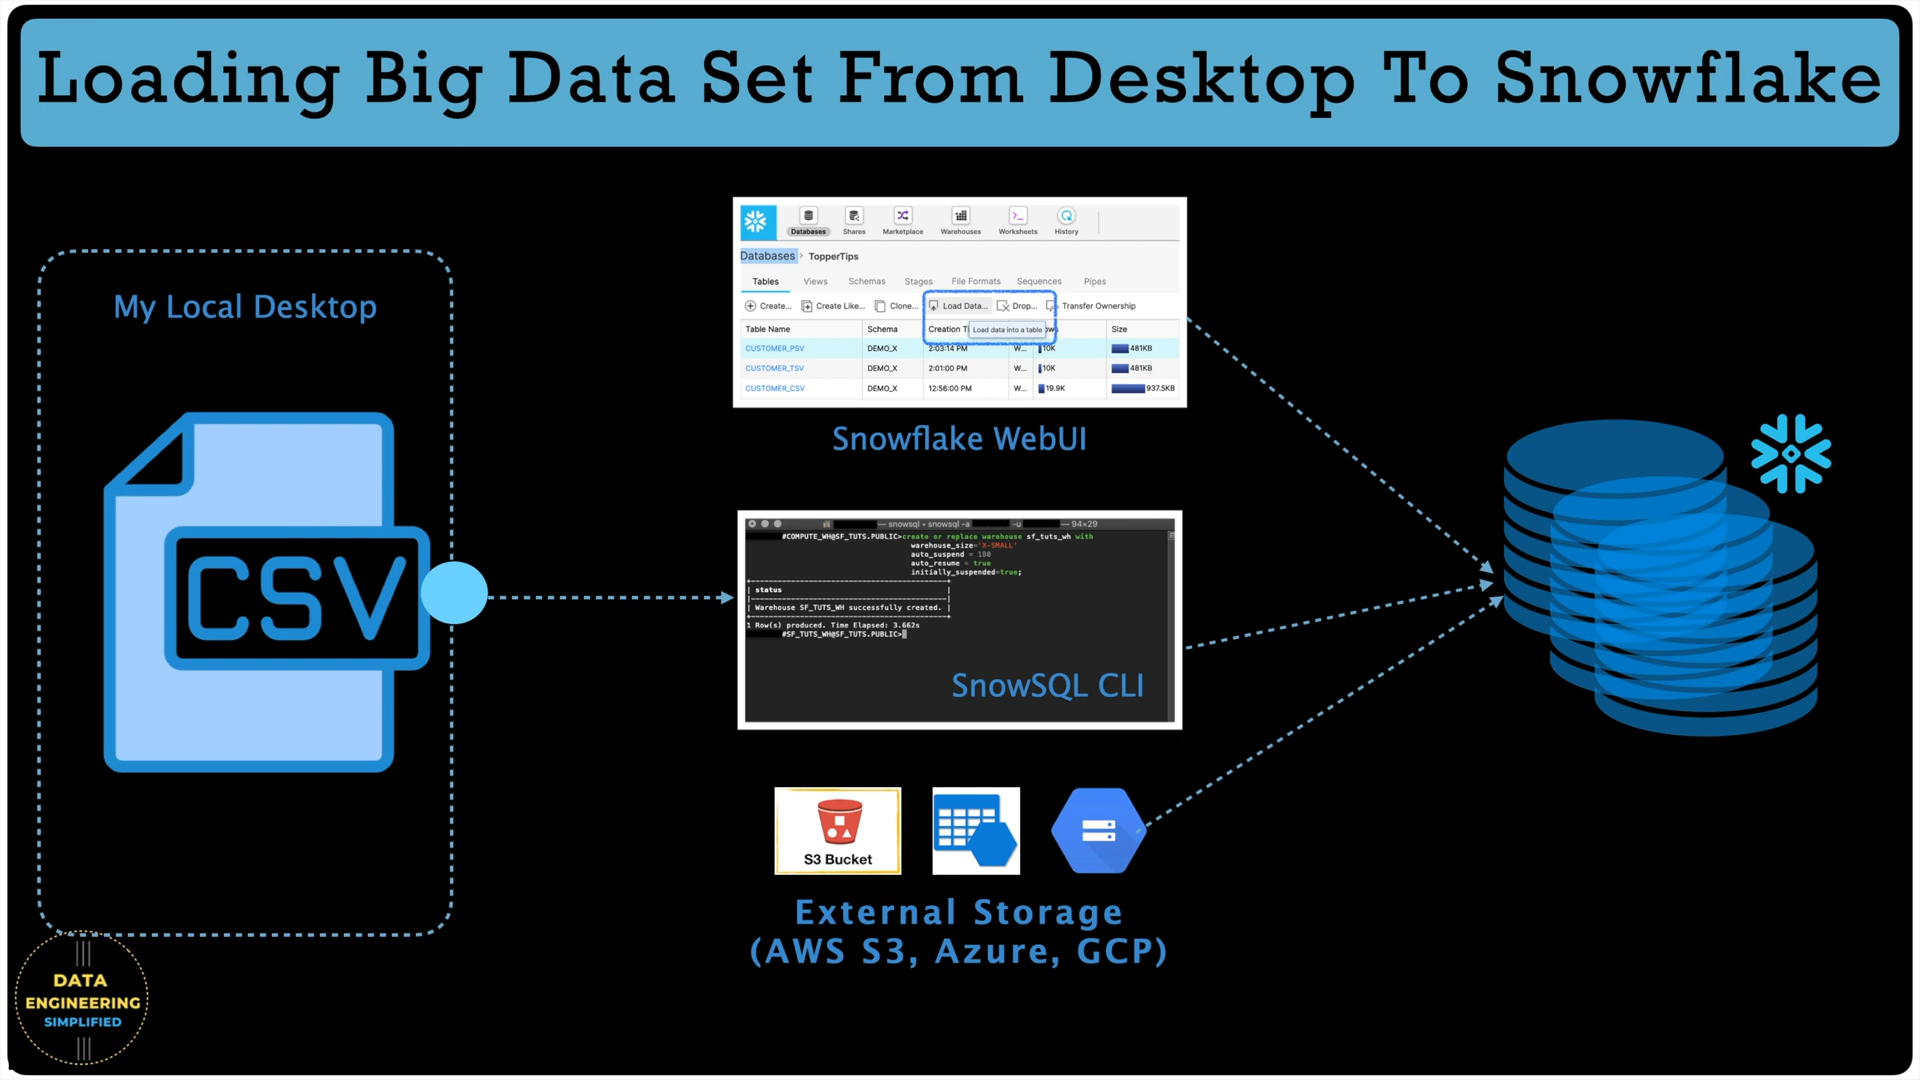 Loading Big Data Set From Desktop To Snowflake
My Local Desktop
CSV
Databases Shares Marketplace Warehouses Worksheets History
Databases > TopperTips
Tables Views Schemas Stages File Formats Sequences Pipes
Create... Create Like... Clone... Load Data... Drop... Transfer Ownership
Load data into a table
Table Name Schema Creation Size
CUSTOMER_PSV DEMO_X 2:03:14 PM W... 10K 481KB
CUSTOMER_TSV DEMO_X 2:01:00 PM W... 10K 481KB
CUSTOMER_CSV DEMO_X 12:56:00 PM W... 19.9K 937.5KB
Snowflake WebUI
— snowsql • snowsql -a -u — 94×29
#COMPUTE_WH@SF_TUTS.PUBLIC>create or replace warehouse sf_tuts_wh with
warehouse_size='X-SMALL'
auto_suspend = 180
auto_resume = true
initially_suspended=true;
| status |
| Warehouse SF_TUTS_WH successfully created. |
1 Row(s) produced. Time Elapsed: 3.662s
#SF_TUTS_WH@SF_TUTS.PUBLIC>
SnowSQL CLI
S3 Bucket
External Storage
(AWS S3, Azure, GCP)
DATA
ENGINEERING
SIMPLIFIED